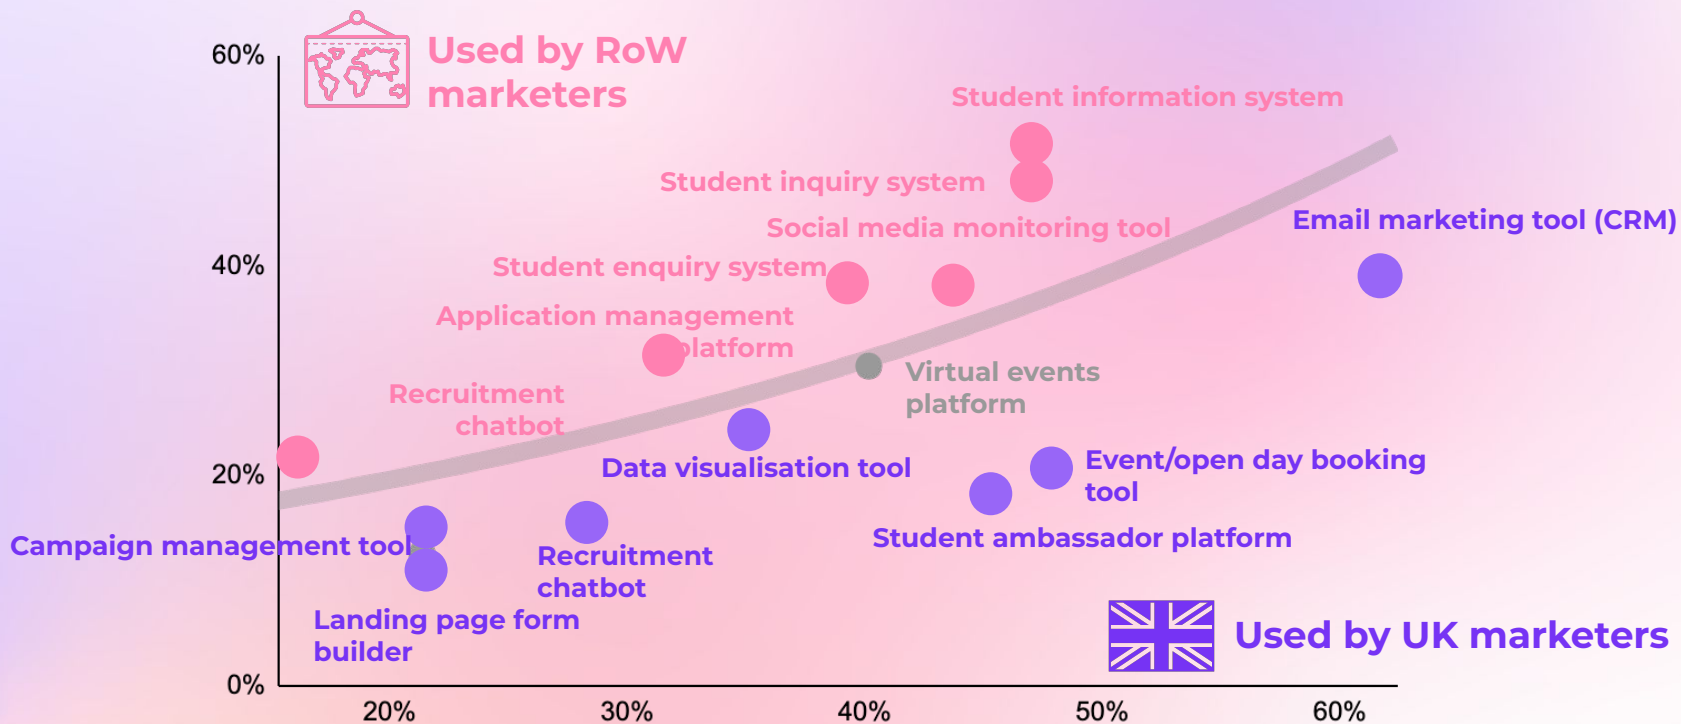 60%
Used by RoW
marketers
Student information system
Student inquiry system
Email marketing tool (CRM)
Social media monitoring tool
40%
Student enquiry system
Application management
platform
Virtual events
platform
Recruitment
chatbot
20%
Data visualisation tool
Event/open day booking
tool
Campaign management tool
Student ambassador platform
Recruitment
chatbot
Landing page form
builder
Used by UK marketers
0%
20%
30%
40%
50%
60%